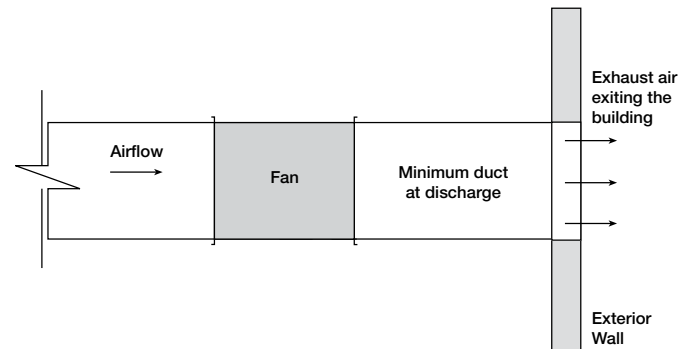 Airflow
Fan
Minimum duct
at discharge
Exhaust air
exiting the
building
Exterior
Wall